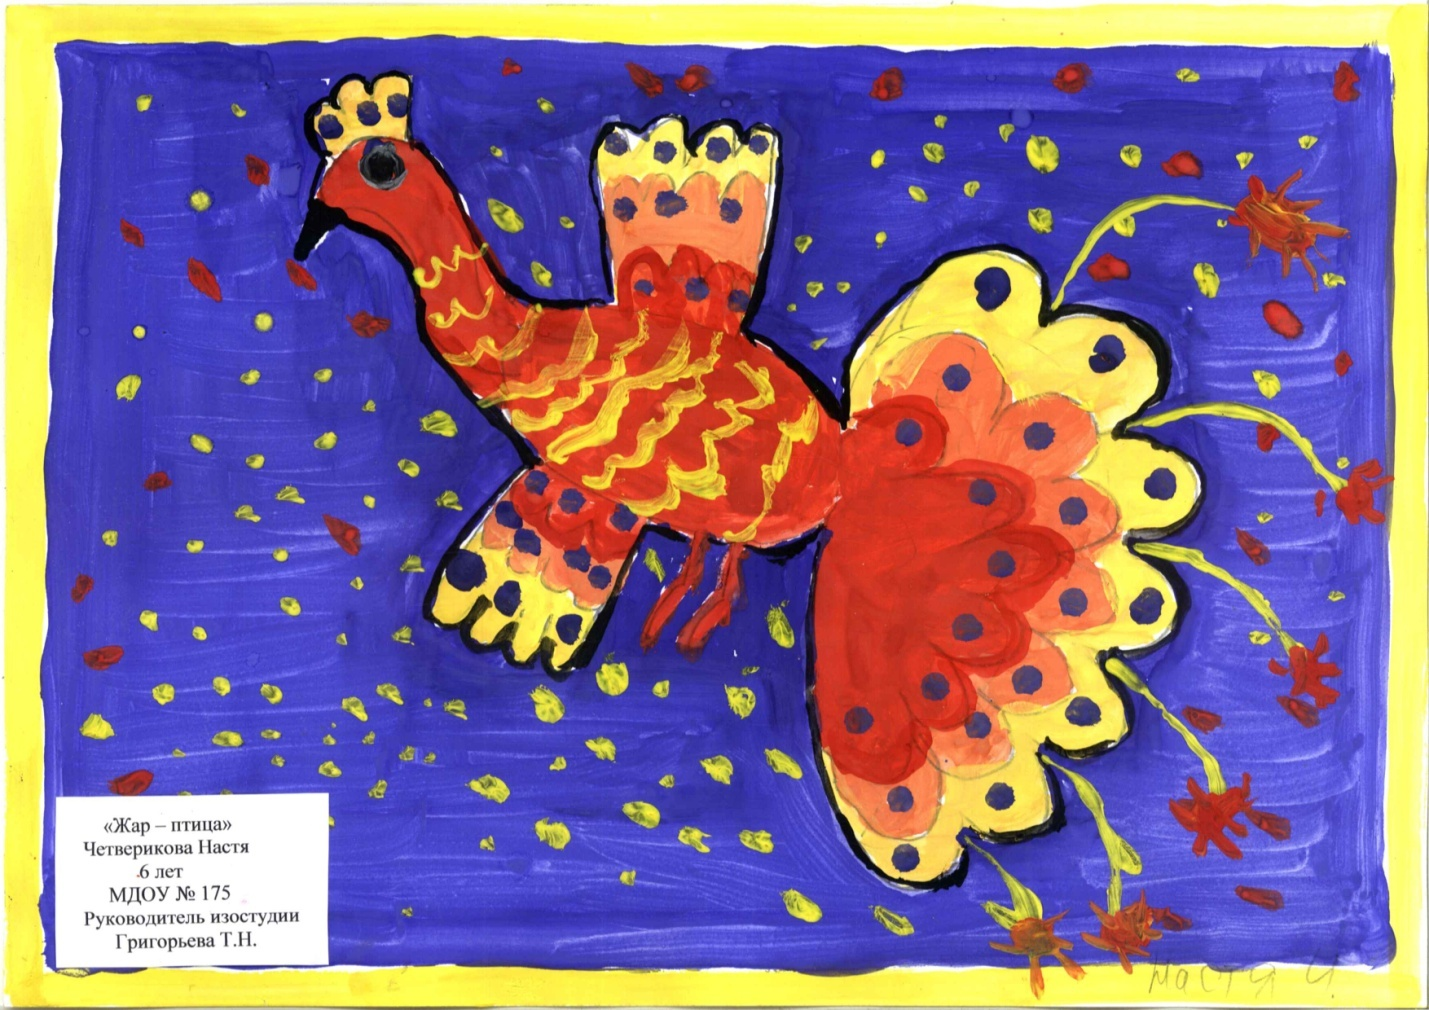 «Жар – птица»
Четверикова Настя
.6 лет
МДОУ № 175
Руководитель изостудии
Григорьева Т.Н.
Настя Ч